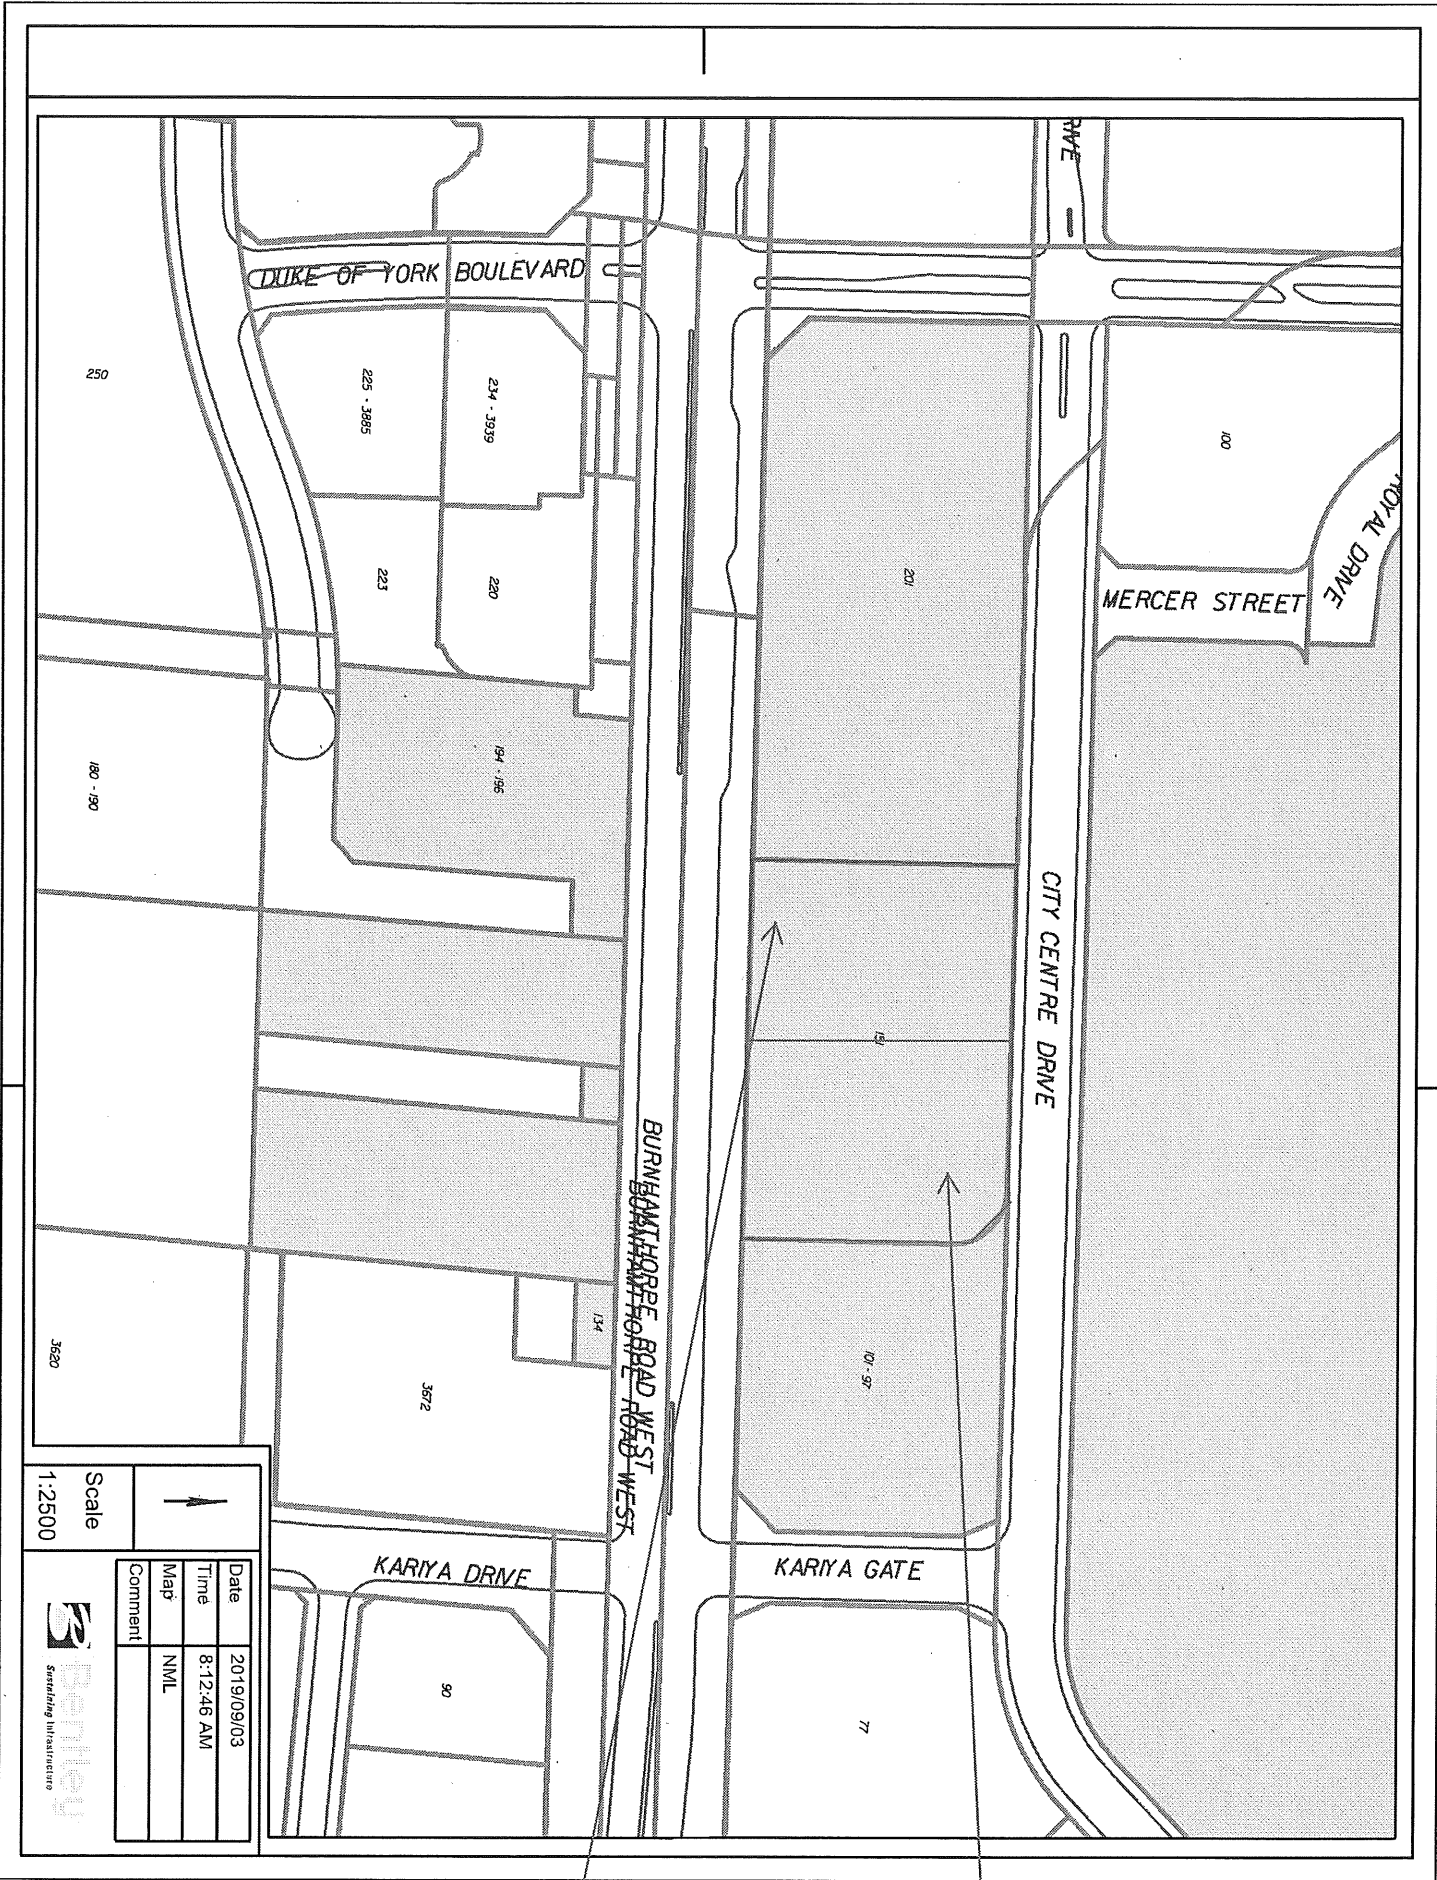 RIVE
DUKE OF YORK BOULEVARD
250
225 - 3885
234 - 3939
100
ROYAL DRIVE
201
223
220
MERCER STREET
194 - 196
180 - 190
CITY CENTRE DRIVE
151
BURNHAMTHORPE ROAD WEST
BURNHAMTHORPE ROAD WEST
134
101 - 97
3620
3672
KARIYA DRIVE
KARIYA GATE
90
77
Scale
1:2500
Date 2019/09/03
Time 8:12:46 AM
Map NML
Comment
Bentley
Sustaining Infrastructure